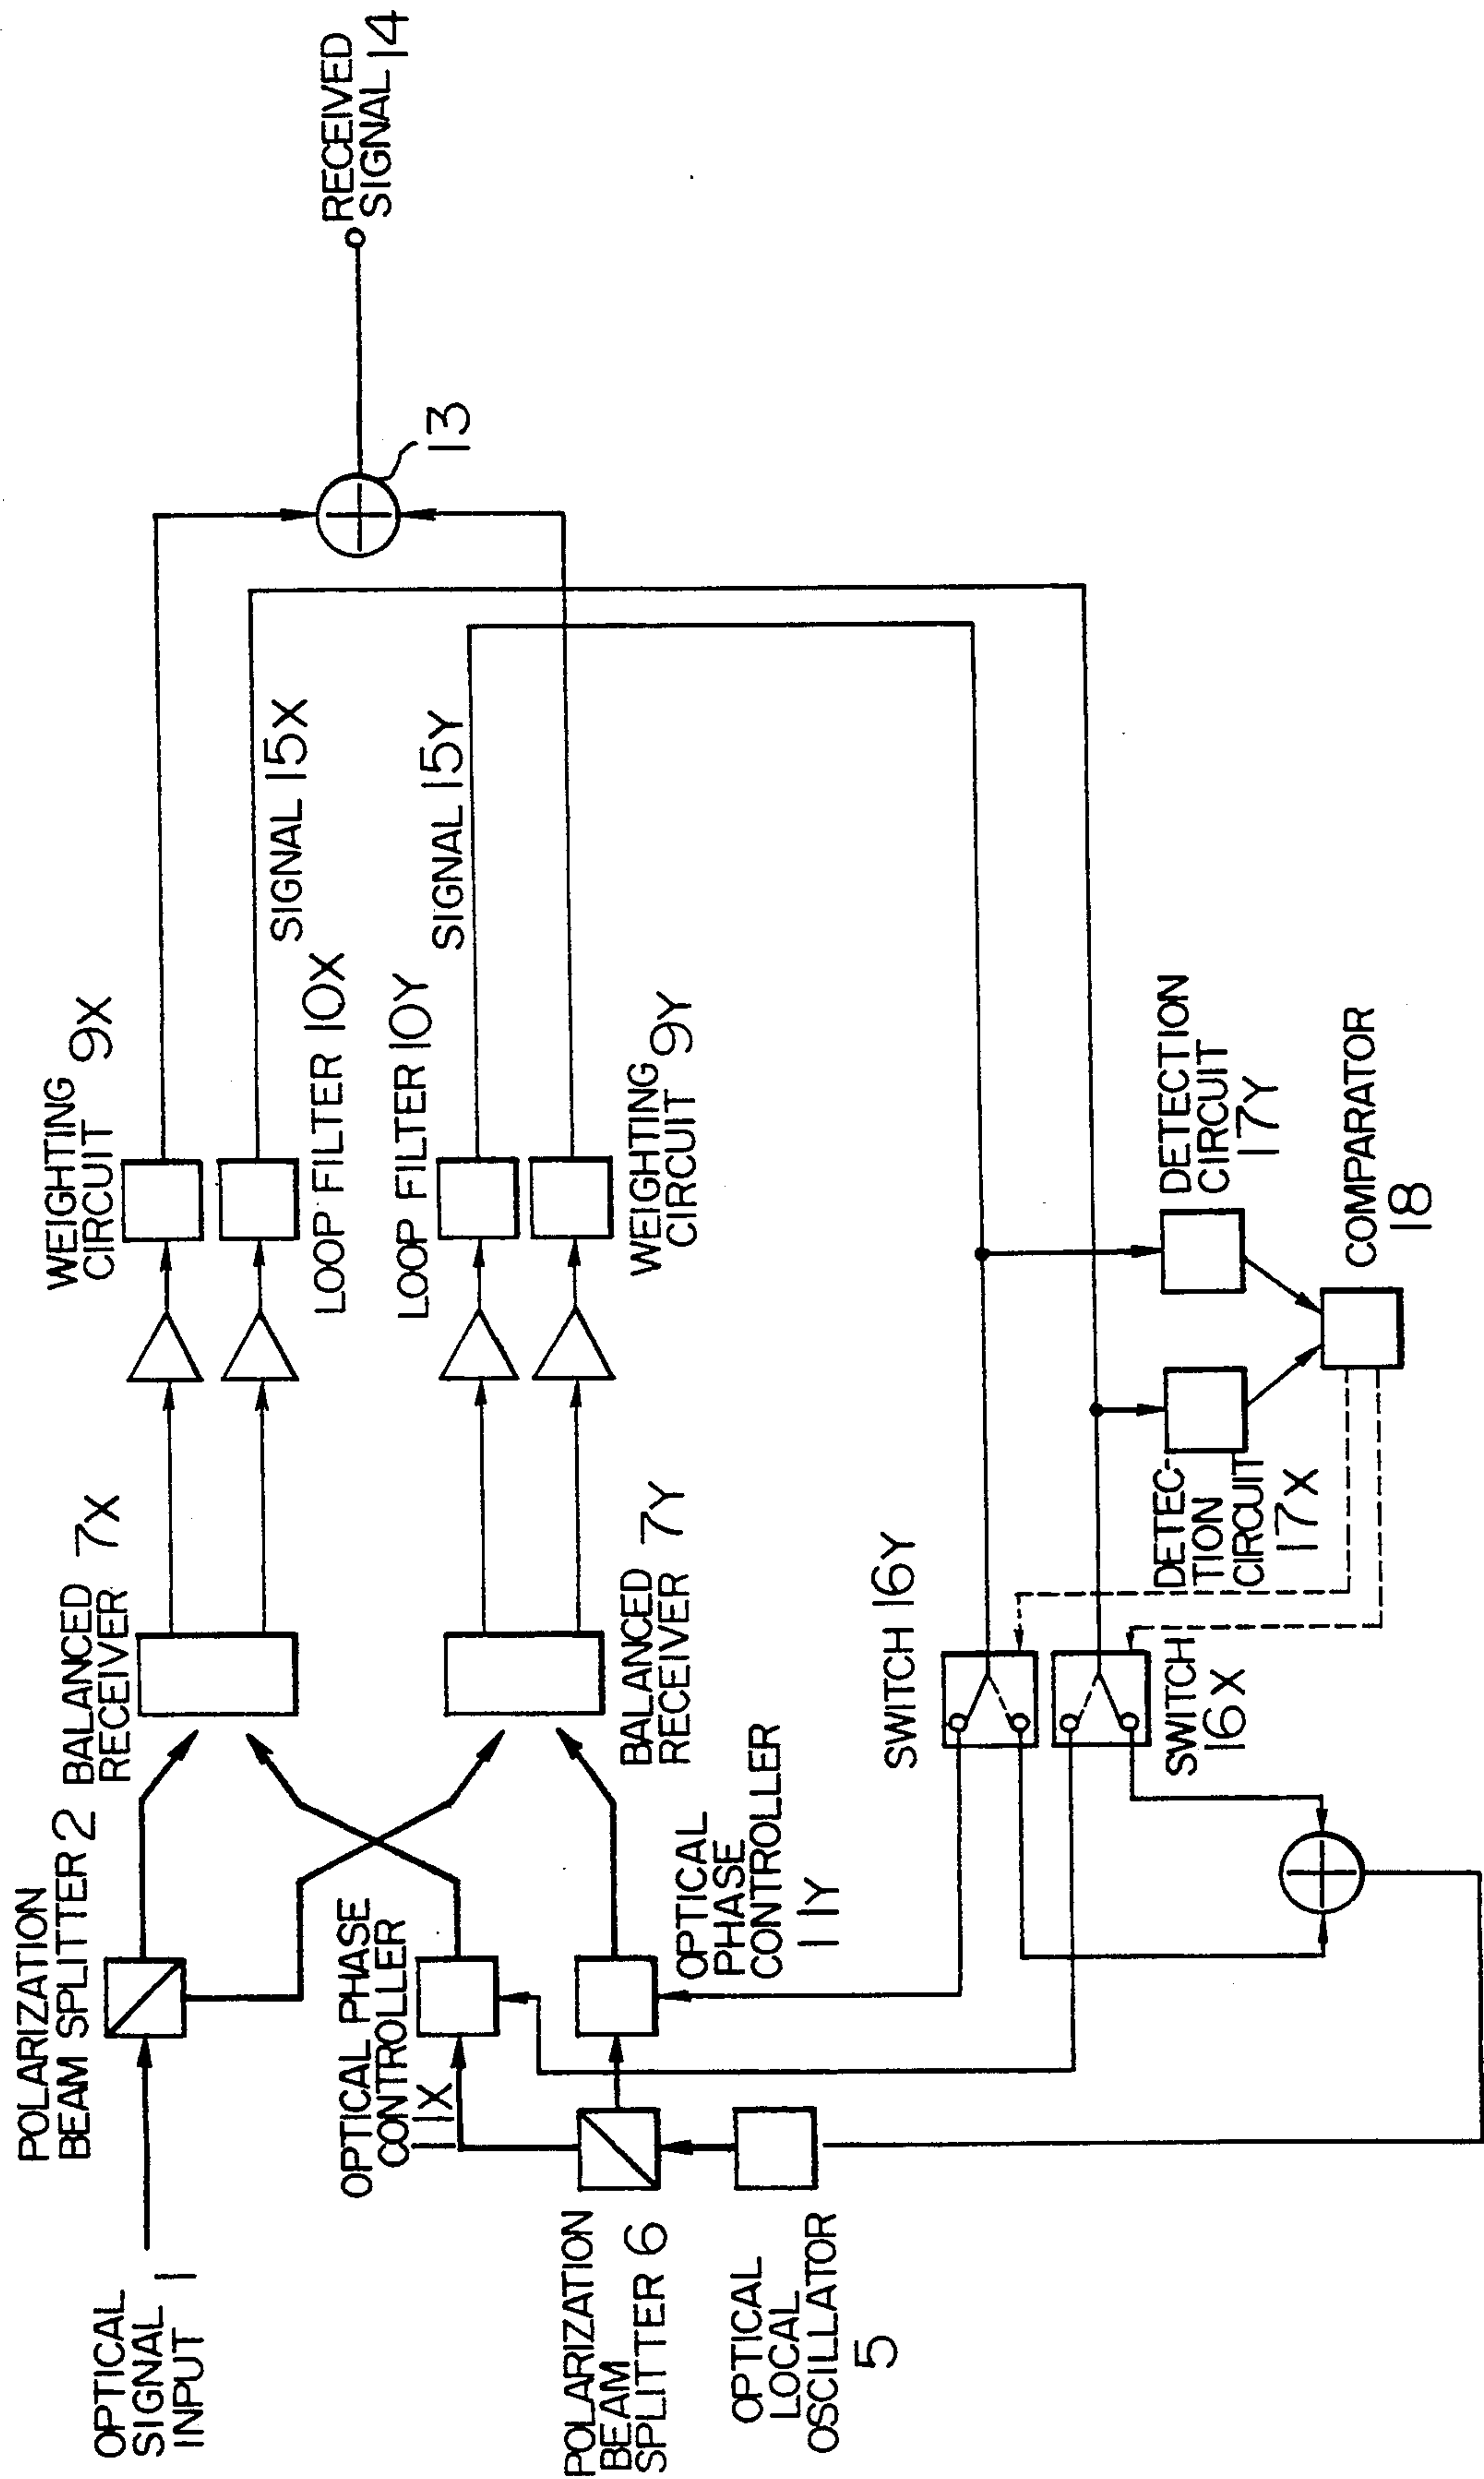 OPTICAL
SIGNAL
INPUT 1
POLARIZATION
BEAM SPLITTER 2
BALANCED
RECEIVER 7X
WEIGHTING
CIRCUIT 9X
LOOP FILTER 10X
SIGNAL 15X
13
RECEIVED
SIGNAL 14
OPTICAL PHASE
CONTROLLER
11X
LOOP FILTER 10Y
SIGNAL 15Y
POLARIZATION
BEAM
SPLITTER 6
OPTICAL
PHASE
CONTROLLER
11Y
BALANCED
RECEIVER 7Y
WEIGHTING
CIRCUIT 9Y
OPTICAL
LOCAL
OSCILLATOR
5
SWITCH 16Y
SWITCH
16X
DETEC-
TION
CIRCUIT
17X
DETECTION
CIRCUIT
17Y
COMPARATOR
18